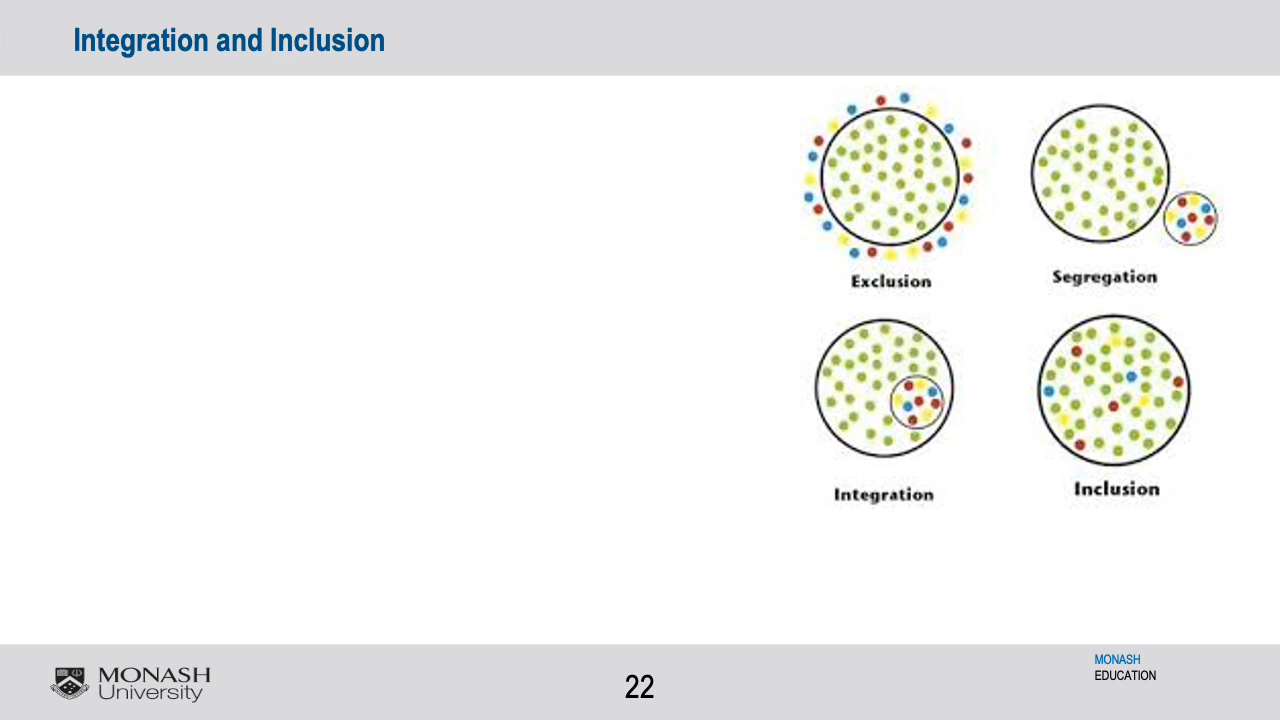 Integration and Inclusion
Exclusion
Segregation
Integration
Inclusion
MONASH
University
22
MONASH
EDUCATION